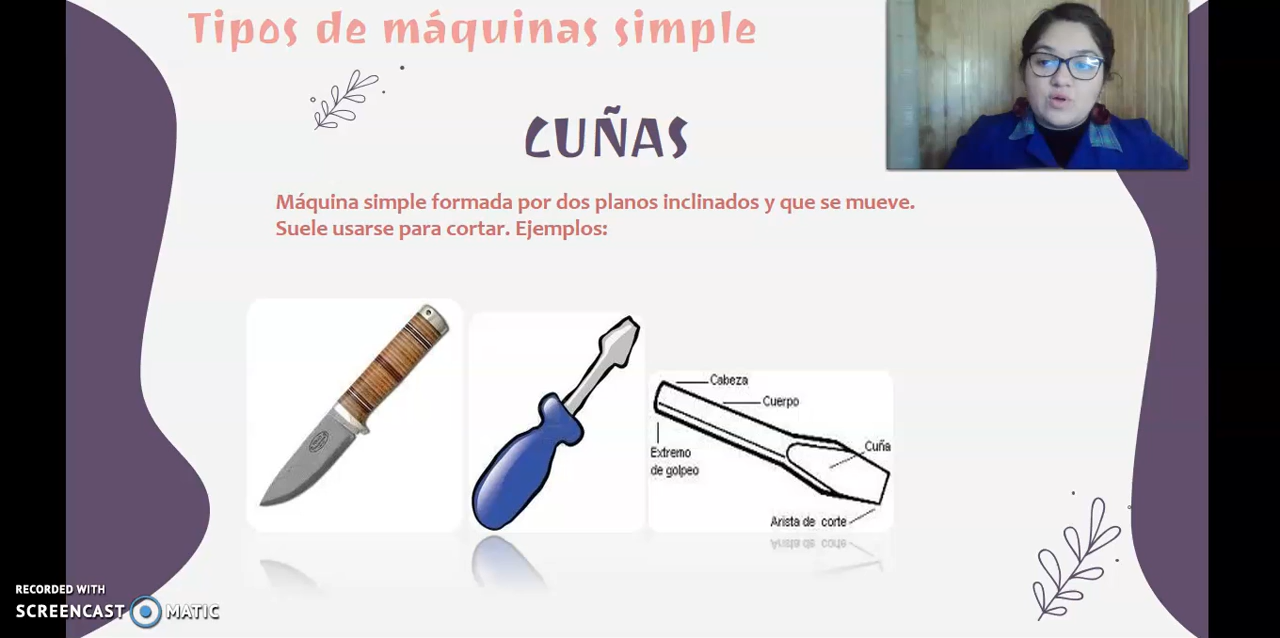 Tipos de máquinas simple
CUÑAS
Máquina simple formada por dos planos inclinados y que se mueve.
Suele usarse para cortar. Ejemplos:
Cabeza
Cuerpo
Cuña
Extremo
de golpeo
Arista de corte
RECORDED WITH
SCREENCAST MATIC